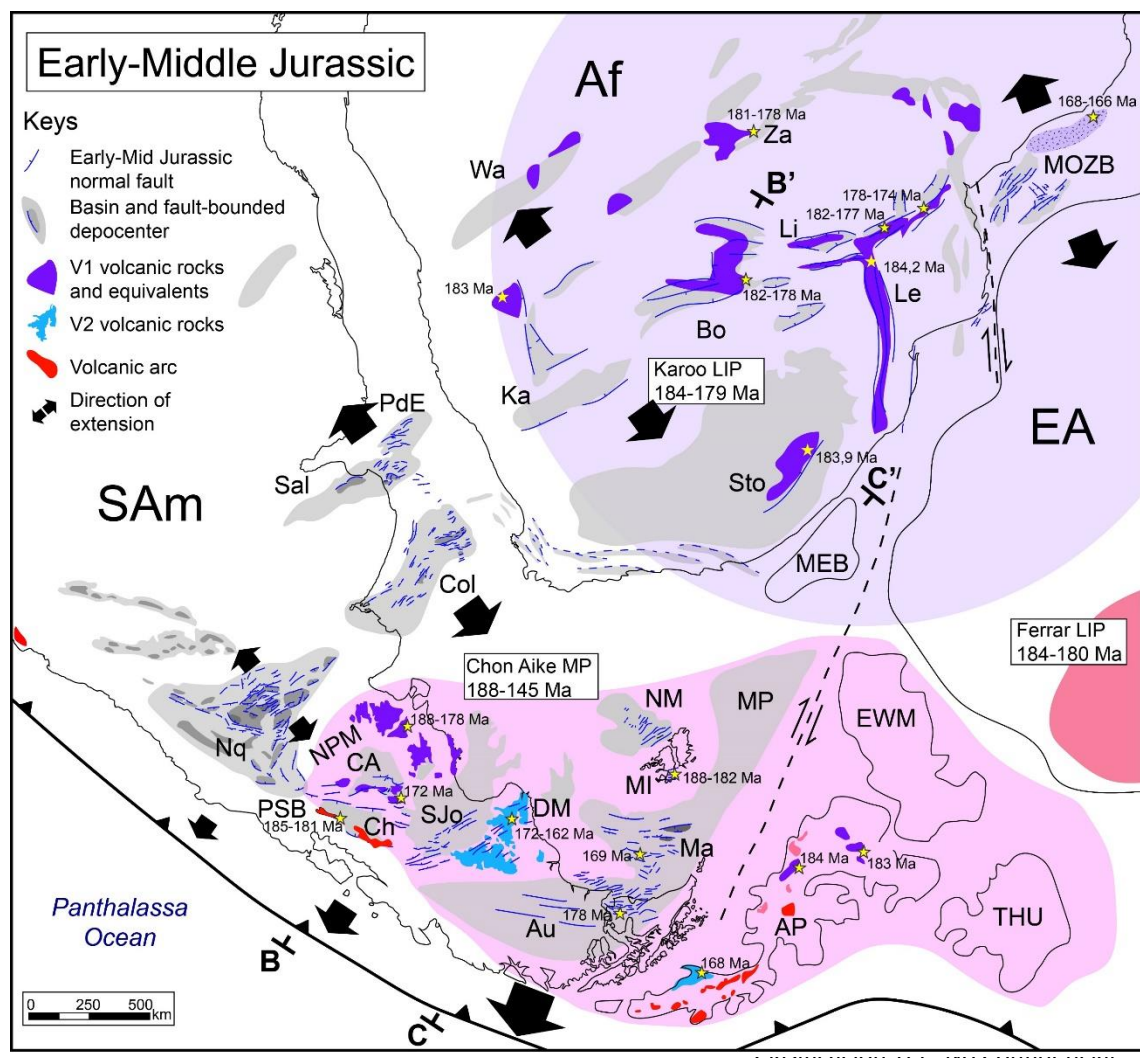 Early-Middle Jurassic
Keys
Early-Mid Jurassic
normal fault
Basin and fault-bounded
depocenter
V1 volcanic rocks
and equivalents
V2 volcanic rocks
Volcanic arc
Direction of
extension
Af
181-178 Ma
Za
168-166 Ma
MOZB
Wa
B'
178-174 Ma
182-177 Ma
Li
184,2 Ma
Le
183 Ma
182-178 Ma
Bo
Ka
Karoo LIP
184-179 Ma
EA
PdE
Sal
SAm
Sto
183,9 Ma
C'
MEB
Col
Ferrar LIP
184-180 Ma
Chon Aike MP
188-145 Ma
NM
MP
EWM
Nq
NPM
188-178 Ma
CA
MI
188-182 Ma
172 Ma
PSB
185-181 Ma
Ch
SJo
DM
172-162 Ma
169 Ma
Ma
184 Ma
183 Ma
178 Ma
Au
AP
THU
Panthalassa
Ocean
B
168 Ma
0 250 500
km
C